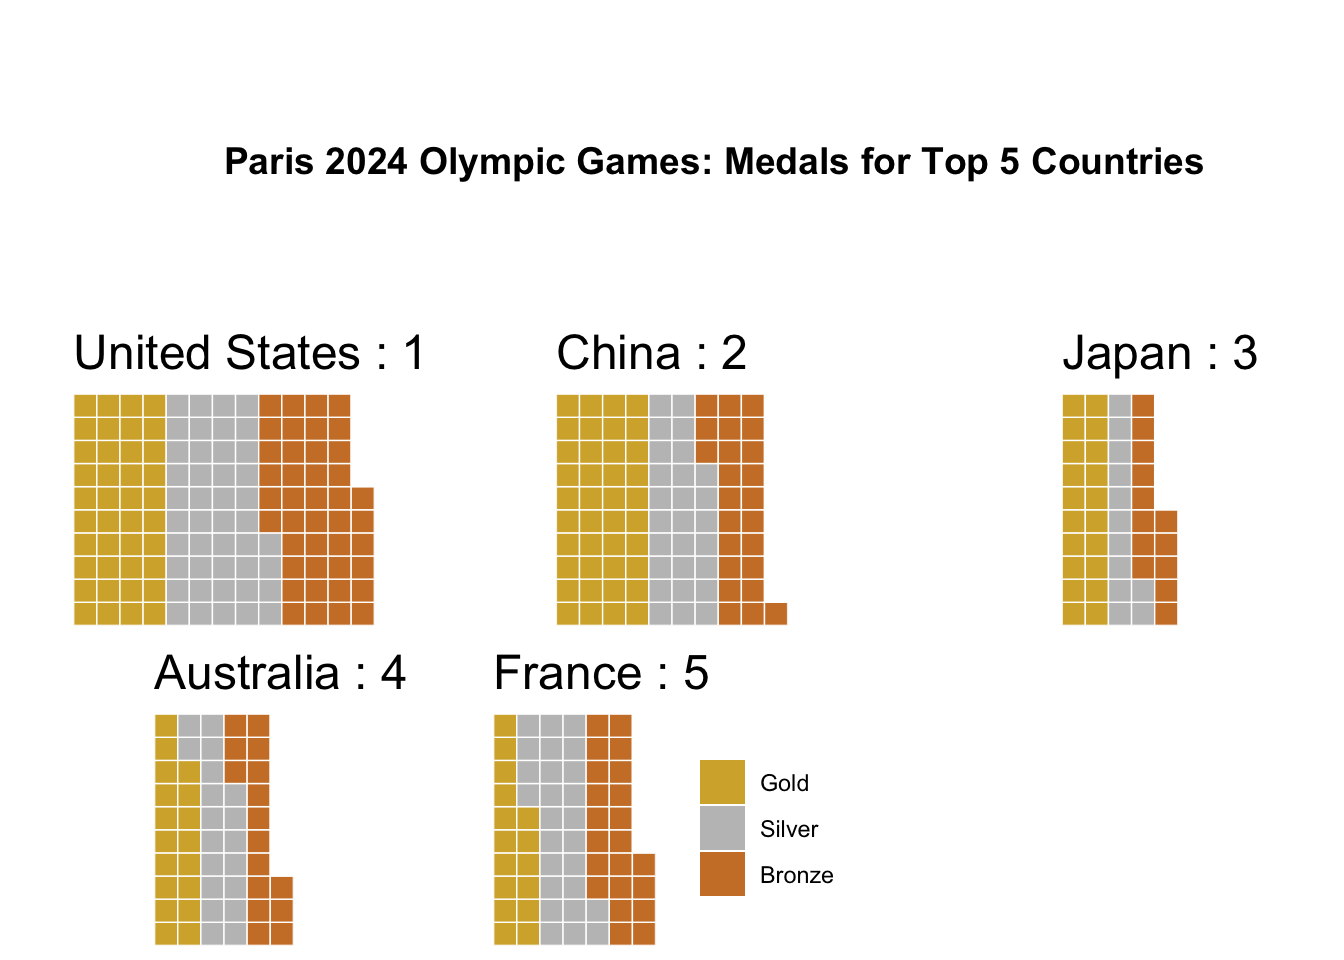 Paris 2024 Olympic Games: Medals for Top 5 Countries
United States : 1
China : 2
Japan : 3
Australia : 4
France : 5
Gold
Silver
Bronze